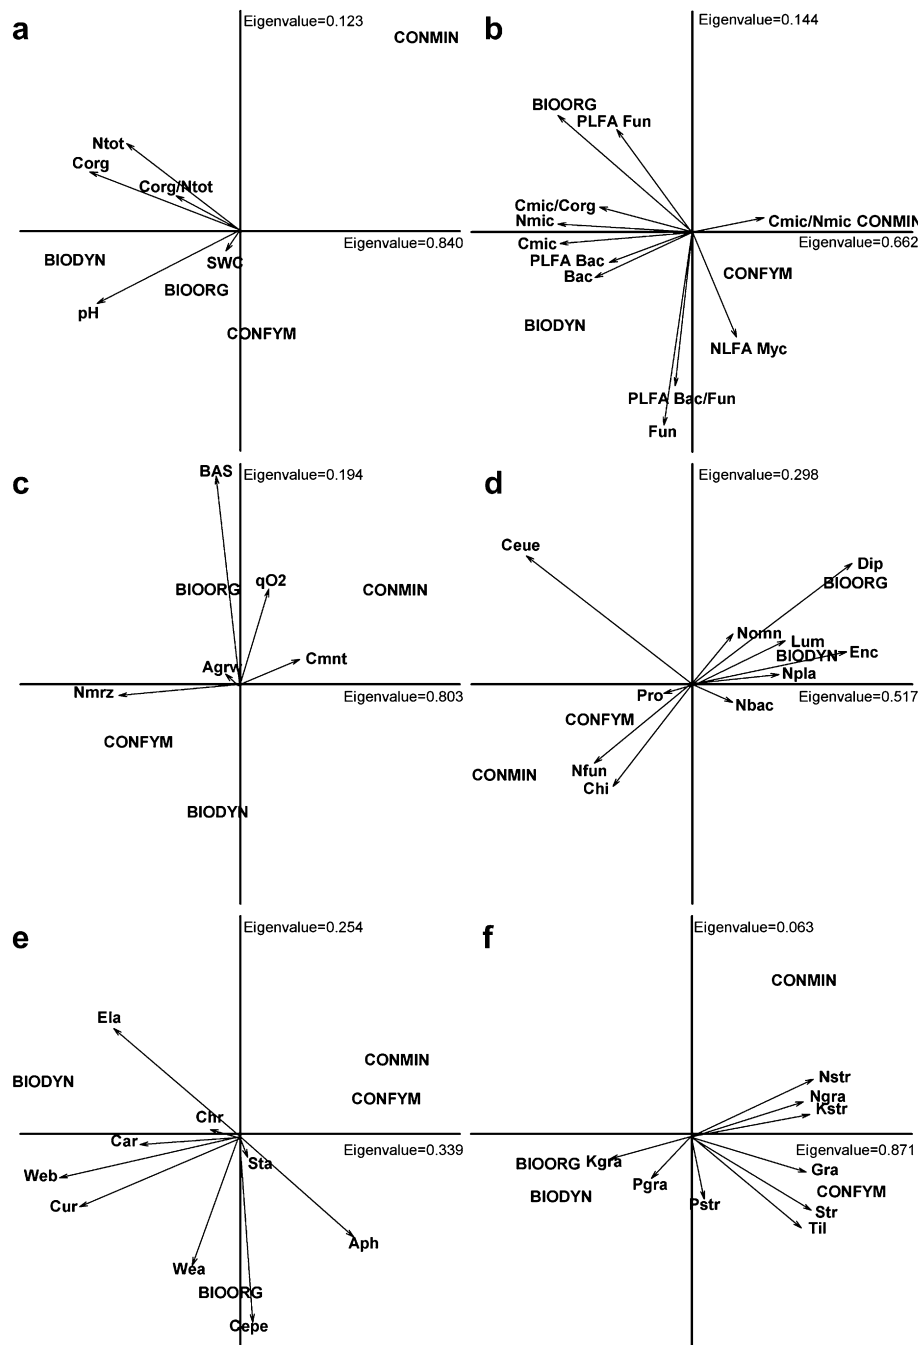 a
Eigenvalue=0.123
CONMIN
Ntot
Corg
Corg/Ntot
Eigenvalue=0.840
BIODYN
SWC
BIOORG
pH
CONFYM
b
Eigenvalue=0.144
BIOORG
PLFA Fun
Cmic/Corg
Nmic
Cmic/Nmic CONMIN
Cmic
Eigenvalue=0.662
PLFA Bac
Bac
CONFYM
BIODYN
NLFA Myc
PLFA Bac/Fun
Fun
c
BAS
Eigenvalue=0.194
BIOORG
qO2
CONMIN
Agrw
Cmnt
Nmrz
Eigenvalue=0.803
CONFYM
BIODYN
d
Eigenvalue=0.298
Ceue
Dip
BIOORG
Nomn
Lum
BIODYN
Enc
Npla
Pro
Eigenvalue=0.517
Nbac
CONFYM
CONMIN
Nfun
Chi
e
Eigenvalue=0.254
Ela
CONMIN
BIODYN
CONFYM
Chr
Car
Eigenvalue=0.339
Sta
Web
Cur
Aph
Wea
BIOORG
Cepe
f
Eigenvalue=0.063
CONMIN
Nstr
Ngra
Kstr
Eigenvalue=0.871
BIOORG
Kgra
Gra
Pgra
BIODYN
CONFYM
Pstr
Str
Til